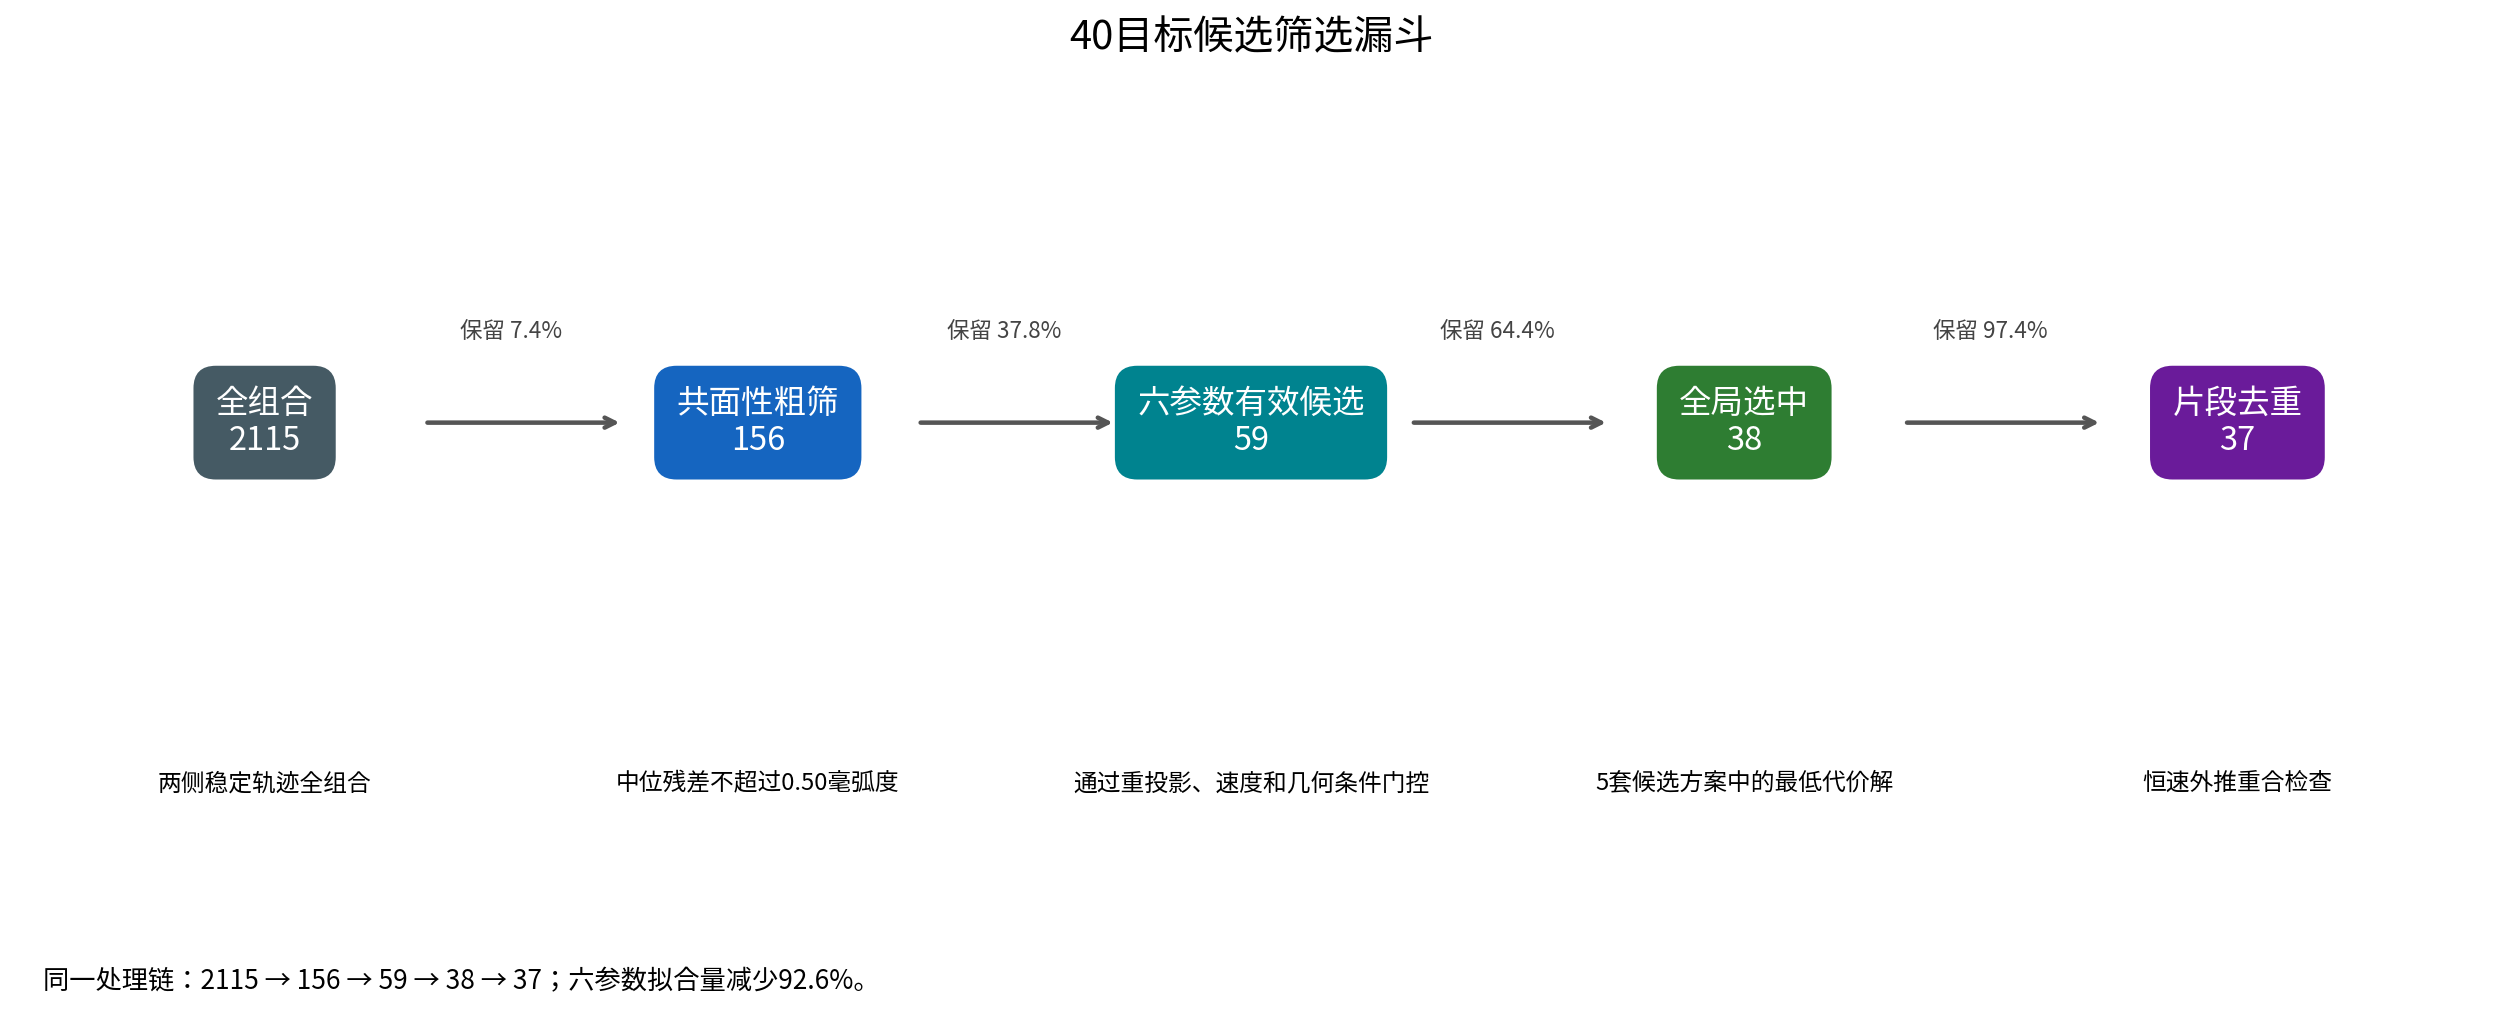 40目标候选筛选漏斗
保留 7.4%
保留 37.8%
保留 64.4%
保留 97.4%
全组合
2115
共面性粗筛
156
六参数有效候选
59
全局选中
38
片段去重
37
两侧稳定轨迹全组合
中位残差不超过0.50毫弧度
通过重投影、速度和几何条件门控
5套候选方案中的最低代价解
恒速外推重合检查
同一处理链：2115 → 156 → 59 → 38 → 37；六参数拟合量减少92.6%。